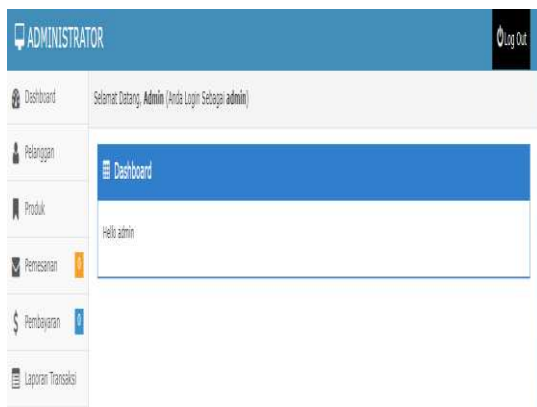 ADMINISTRATOR
Log Out
Dashboard
Selamat Datang, Admin (Anda Login Sebagai admin)
Pelanggan
Dashboard
Produk
Hello admin
Pemesanan 0
Pembayaran 0
Laporan Transaksi